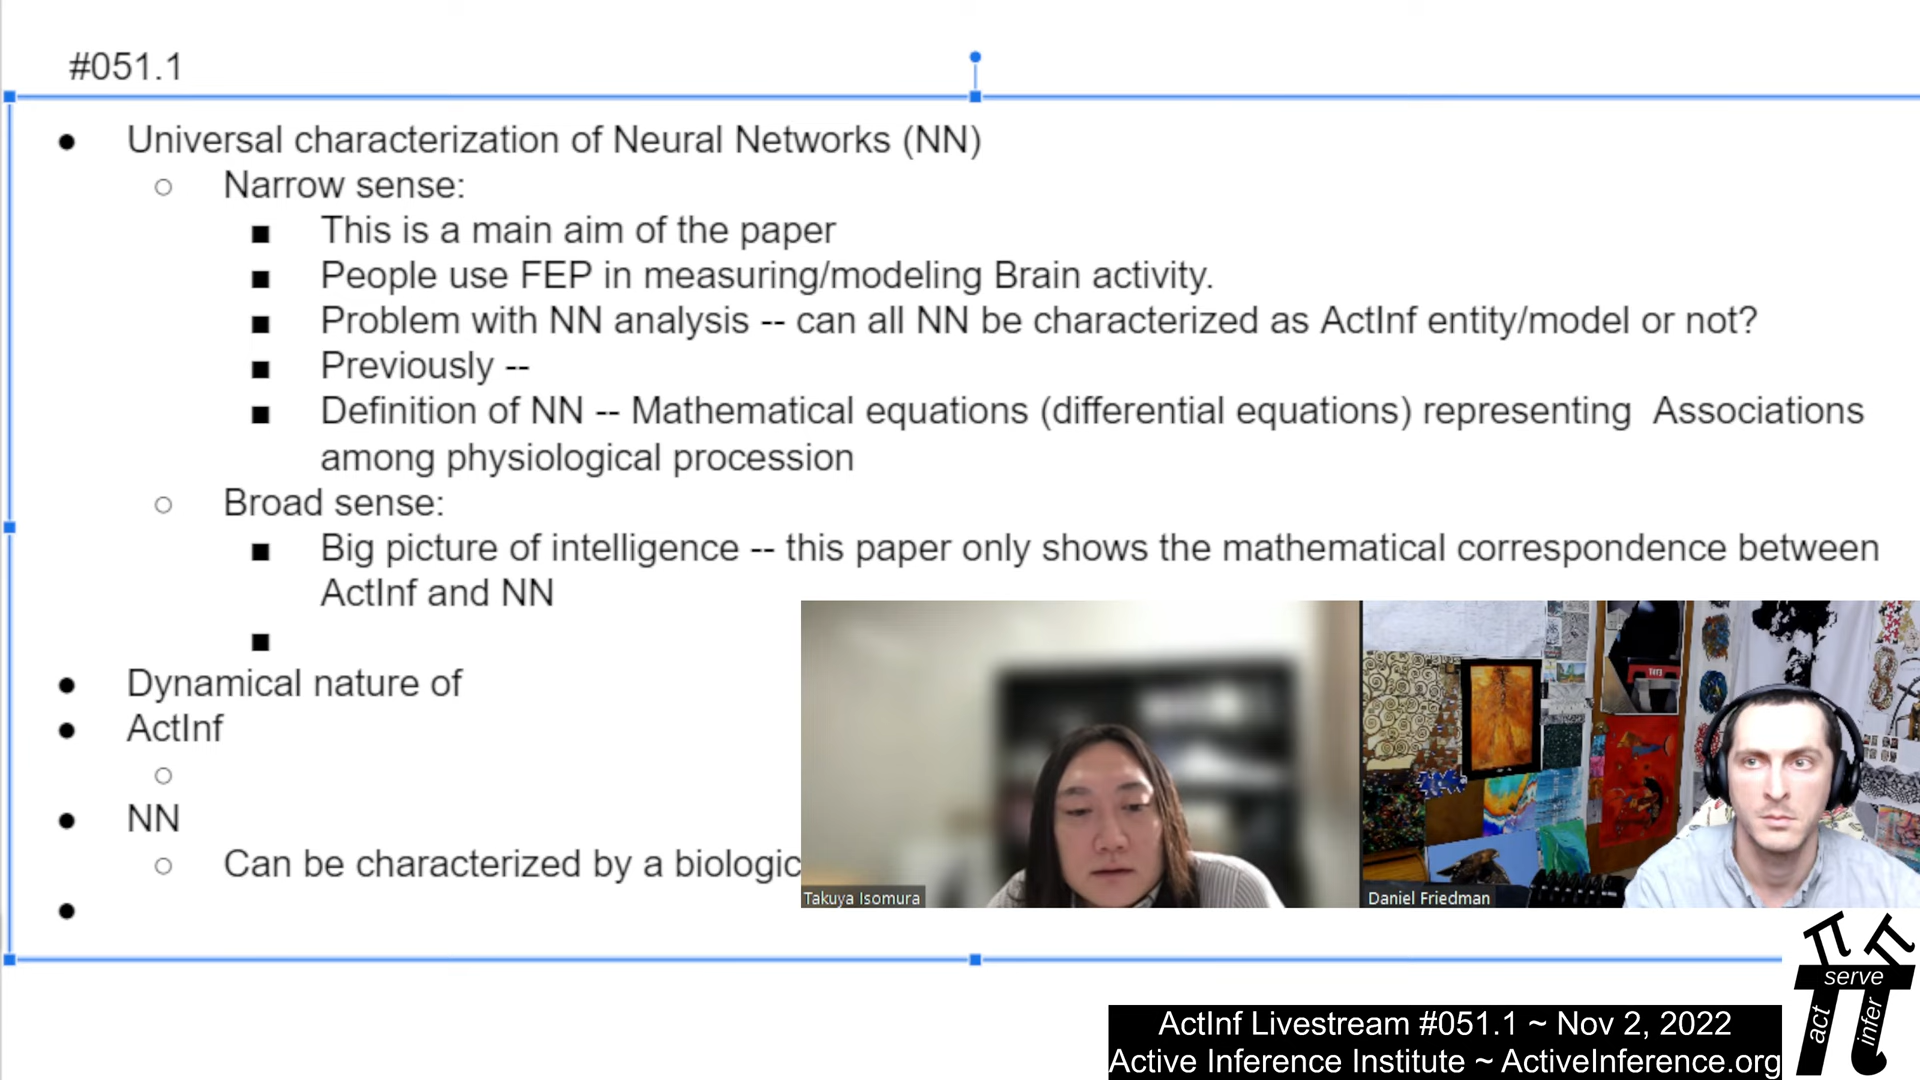 #051.1
● Universal characterization of Neural Networks (NN)
○ Narrow sense:
■ This is a main aim of the paper
■ People use FEP in measuring/modeling Brain activity.
■ Problem with NN analysis -- can all NN be characterized as ActInf entity/model or not?
■ Previously --
■ Definition of NN -- Mathematical equations (differential equations) representing  Associations
among physiological procession
○ Broad sense:
■ Big picture of intelligence -- this paper only shows the mathematical correspondence between
ActInf and NN
■
● Dynamical nature of
● ActInf
○
● NN
○ Can be characterized by a biologic
●
Takuya Isomura
Daniel Friedman
π π
serve
π
act
infer
ActInf Livestream #051.1 ~ Nov 2, 2022
Active Inference Institute ~ ActiveInference.org